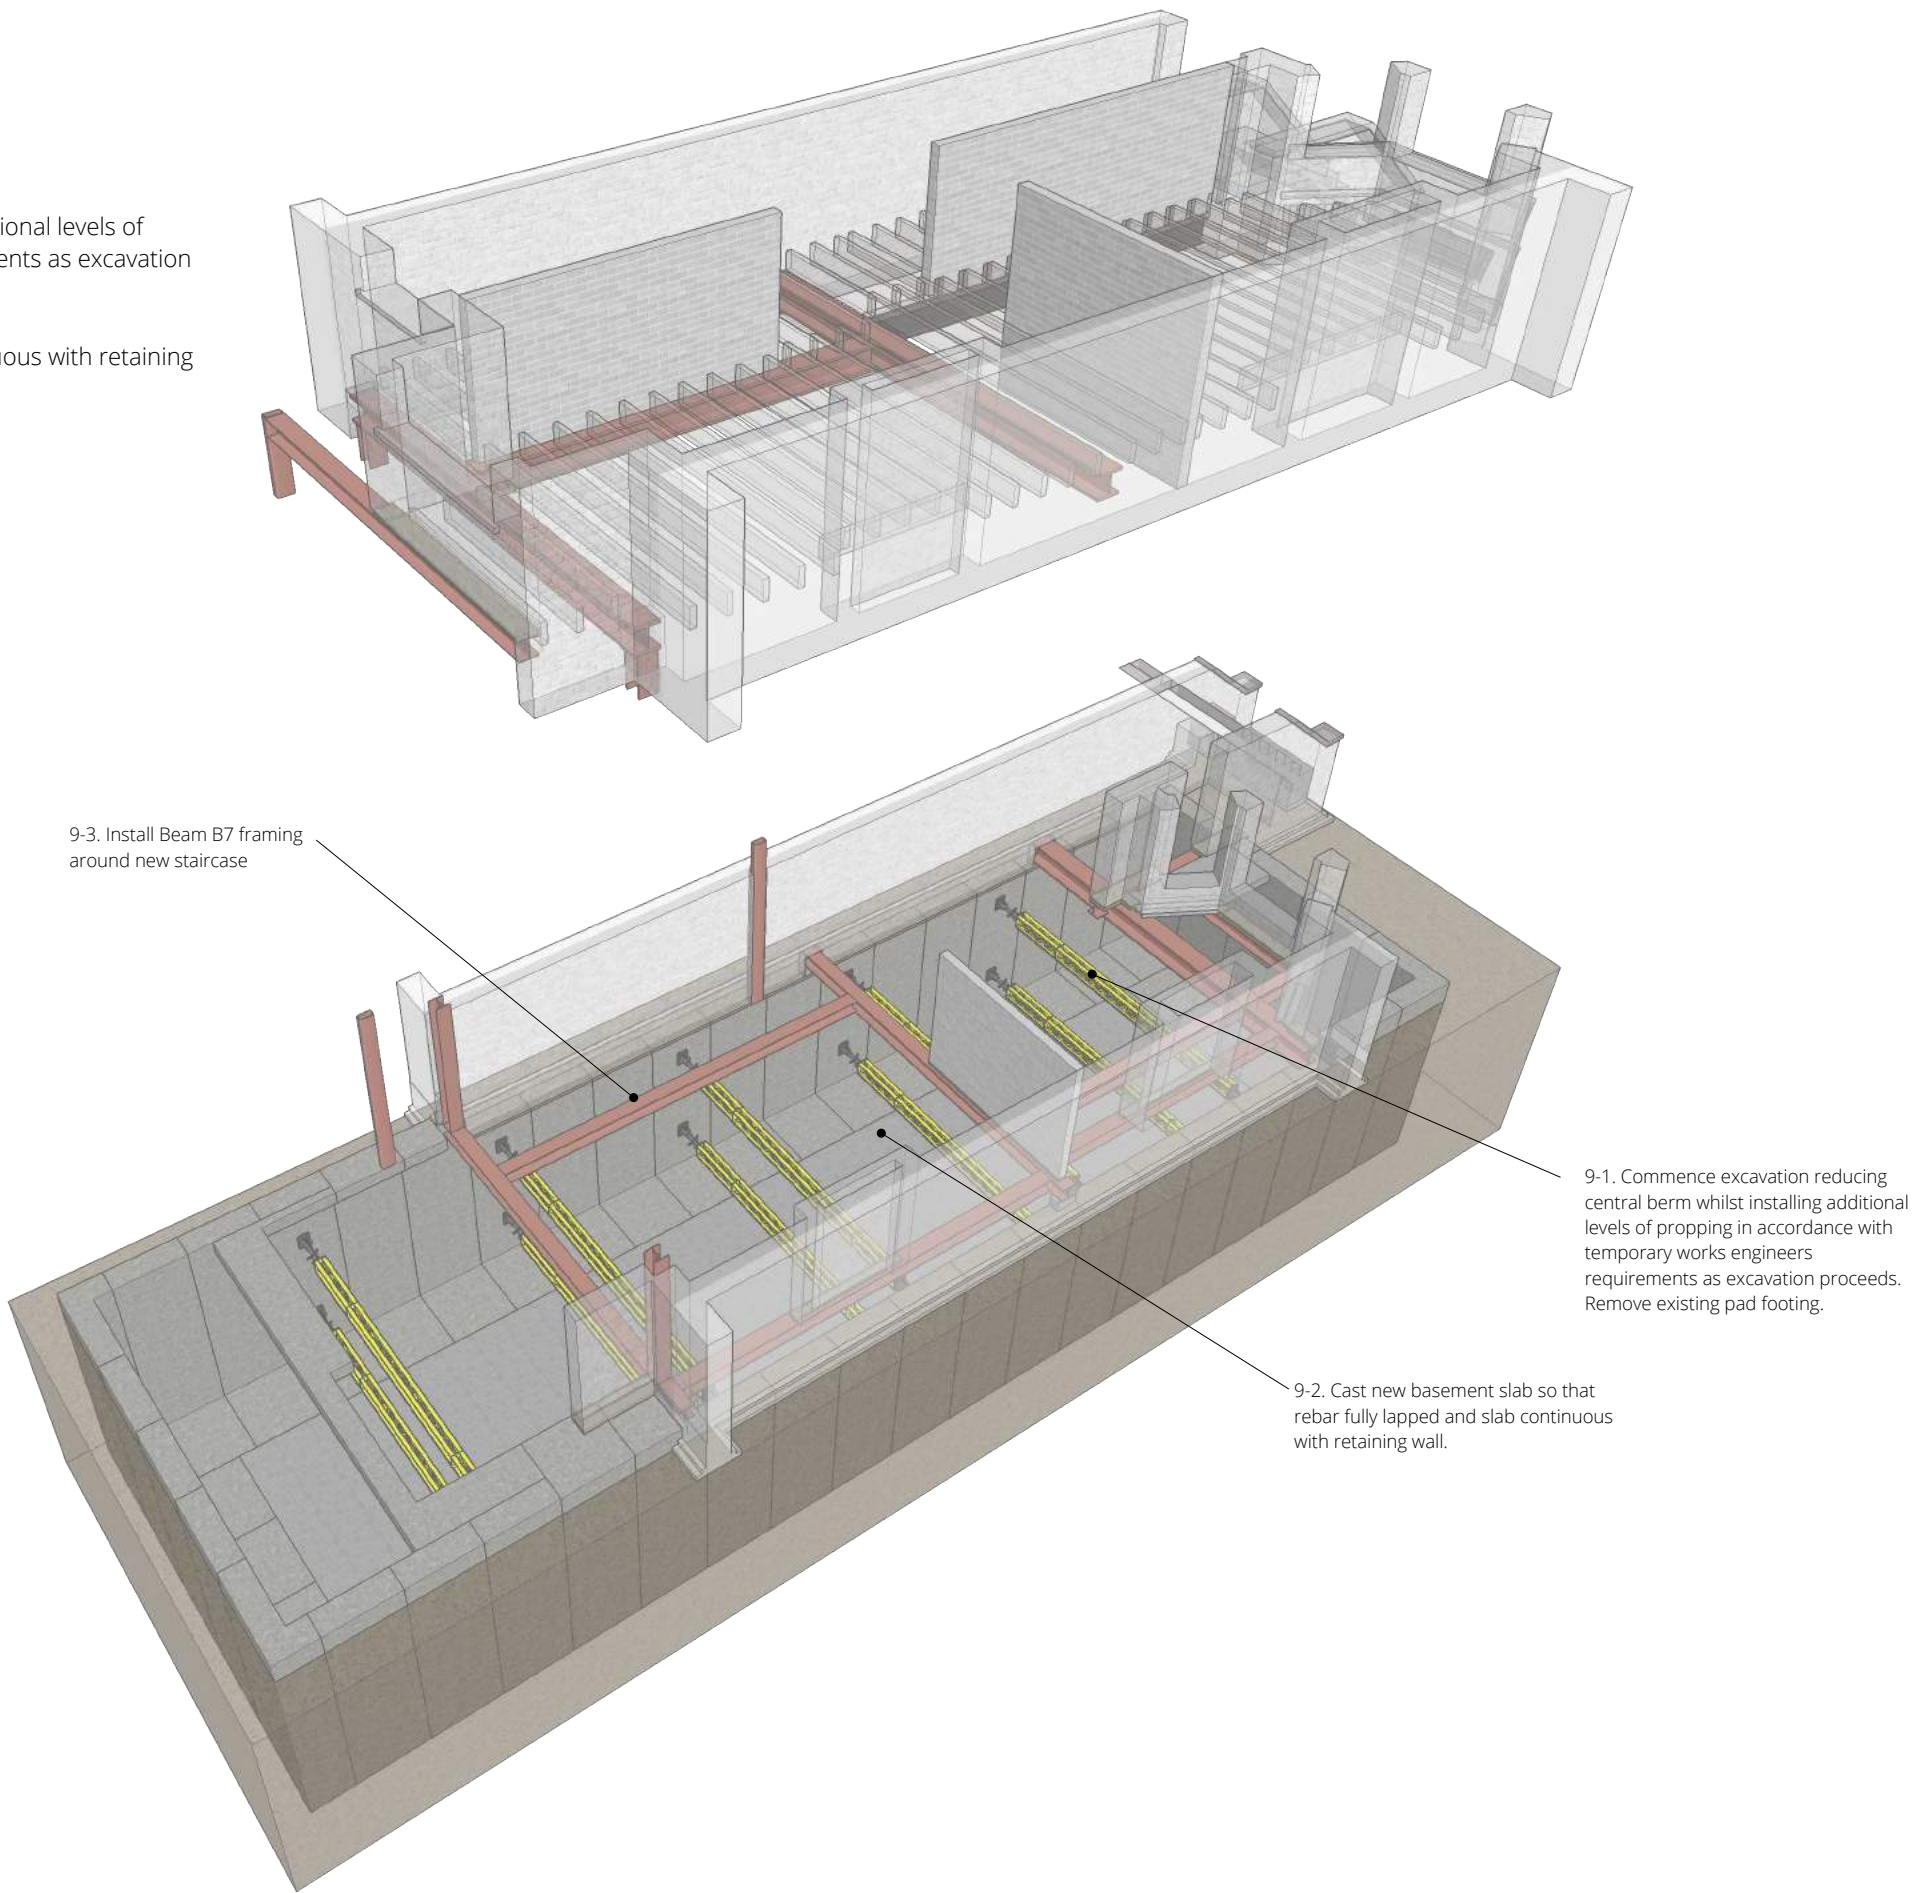 ional levels of
ents as excavation
uous with retaining
9-3. Install Beam B7 framing
around new staircase
9-1. Commence excavation reducing
central berm whilst installing additional
levels of propping in accordance with
temporary works engineers
requirements as excavation proceeds.
Remove existing pad footing.
9-2. Cast new basement slab so that
rebar fully lapped and slab continuous
with retaining wall.